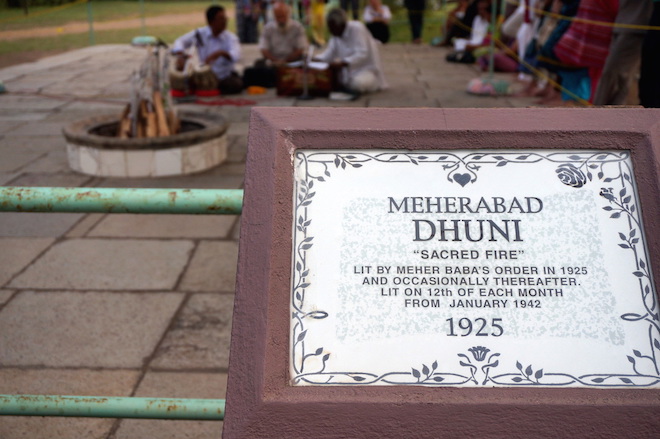 MEHERABAD
DHUNI
“SACRED FIRE”
LIT BY MEHER BABA'S ORDER IN 1925
AND OCCASIONALLY THEREAFTER.
LIT ON 12th OF EACH MONTH
FROM JANUARY 1942
1925